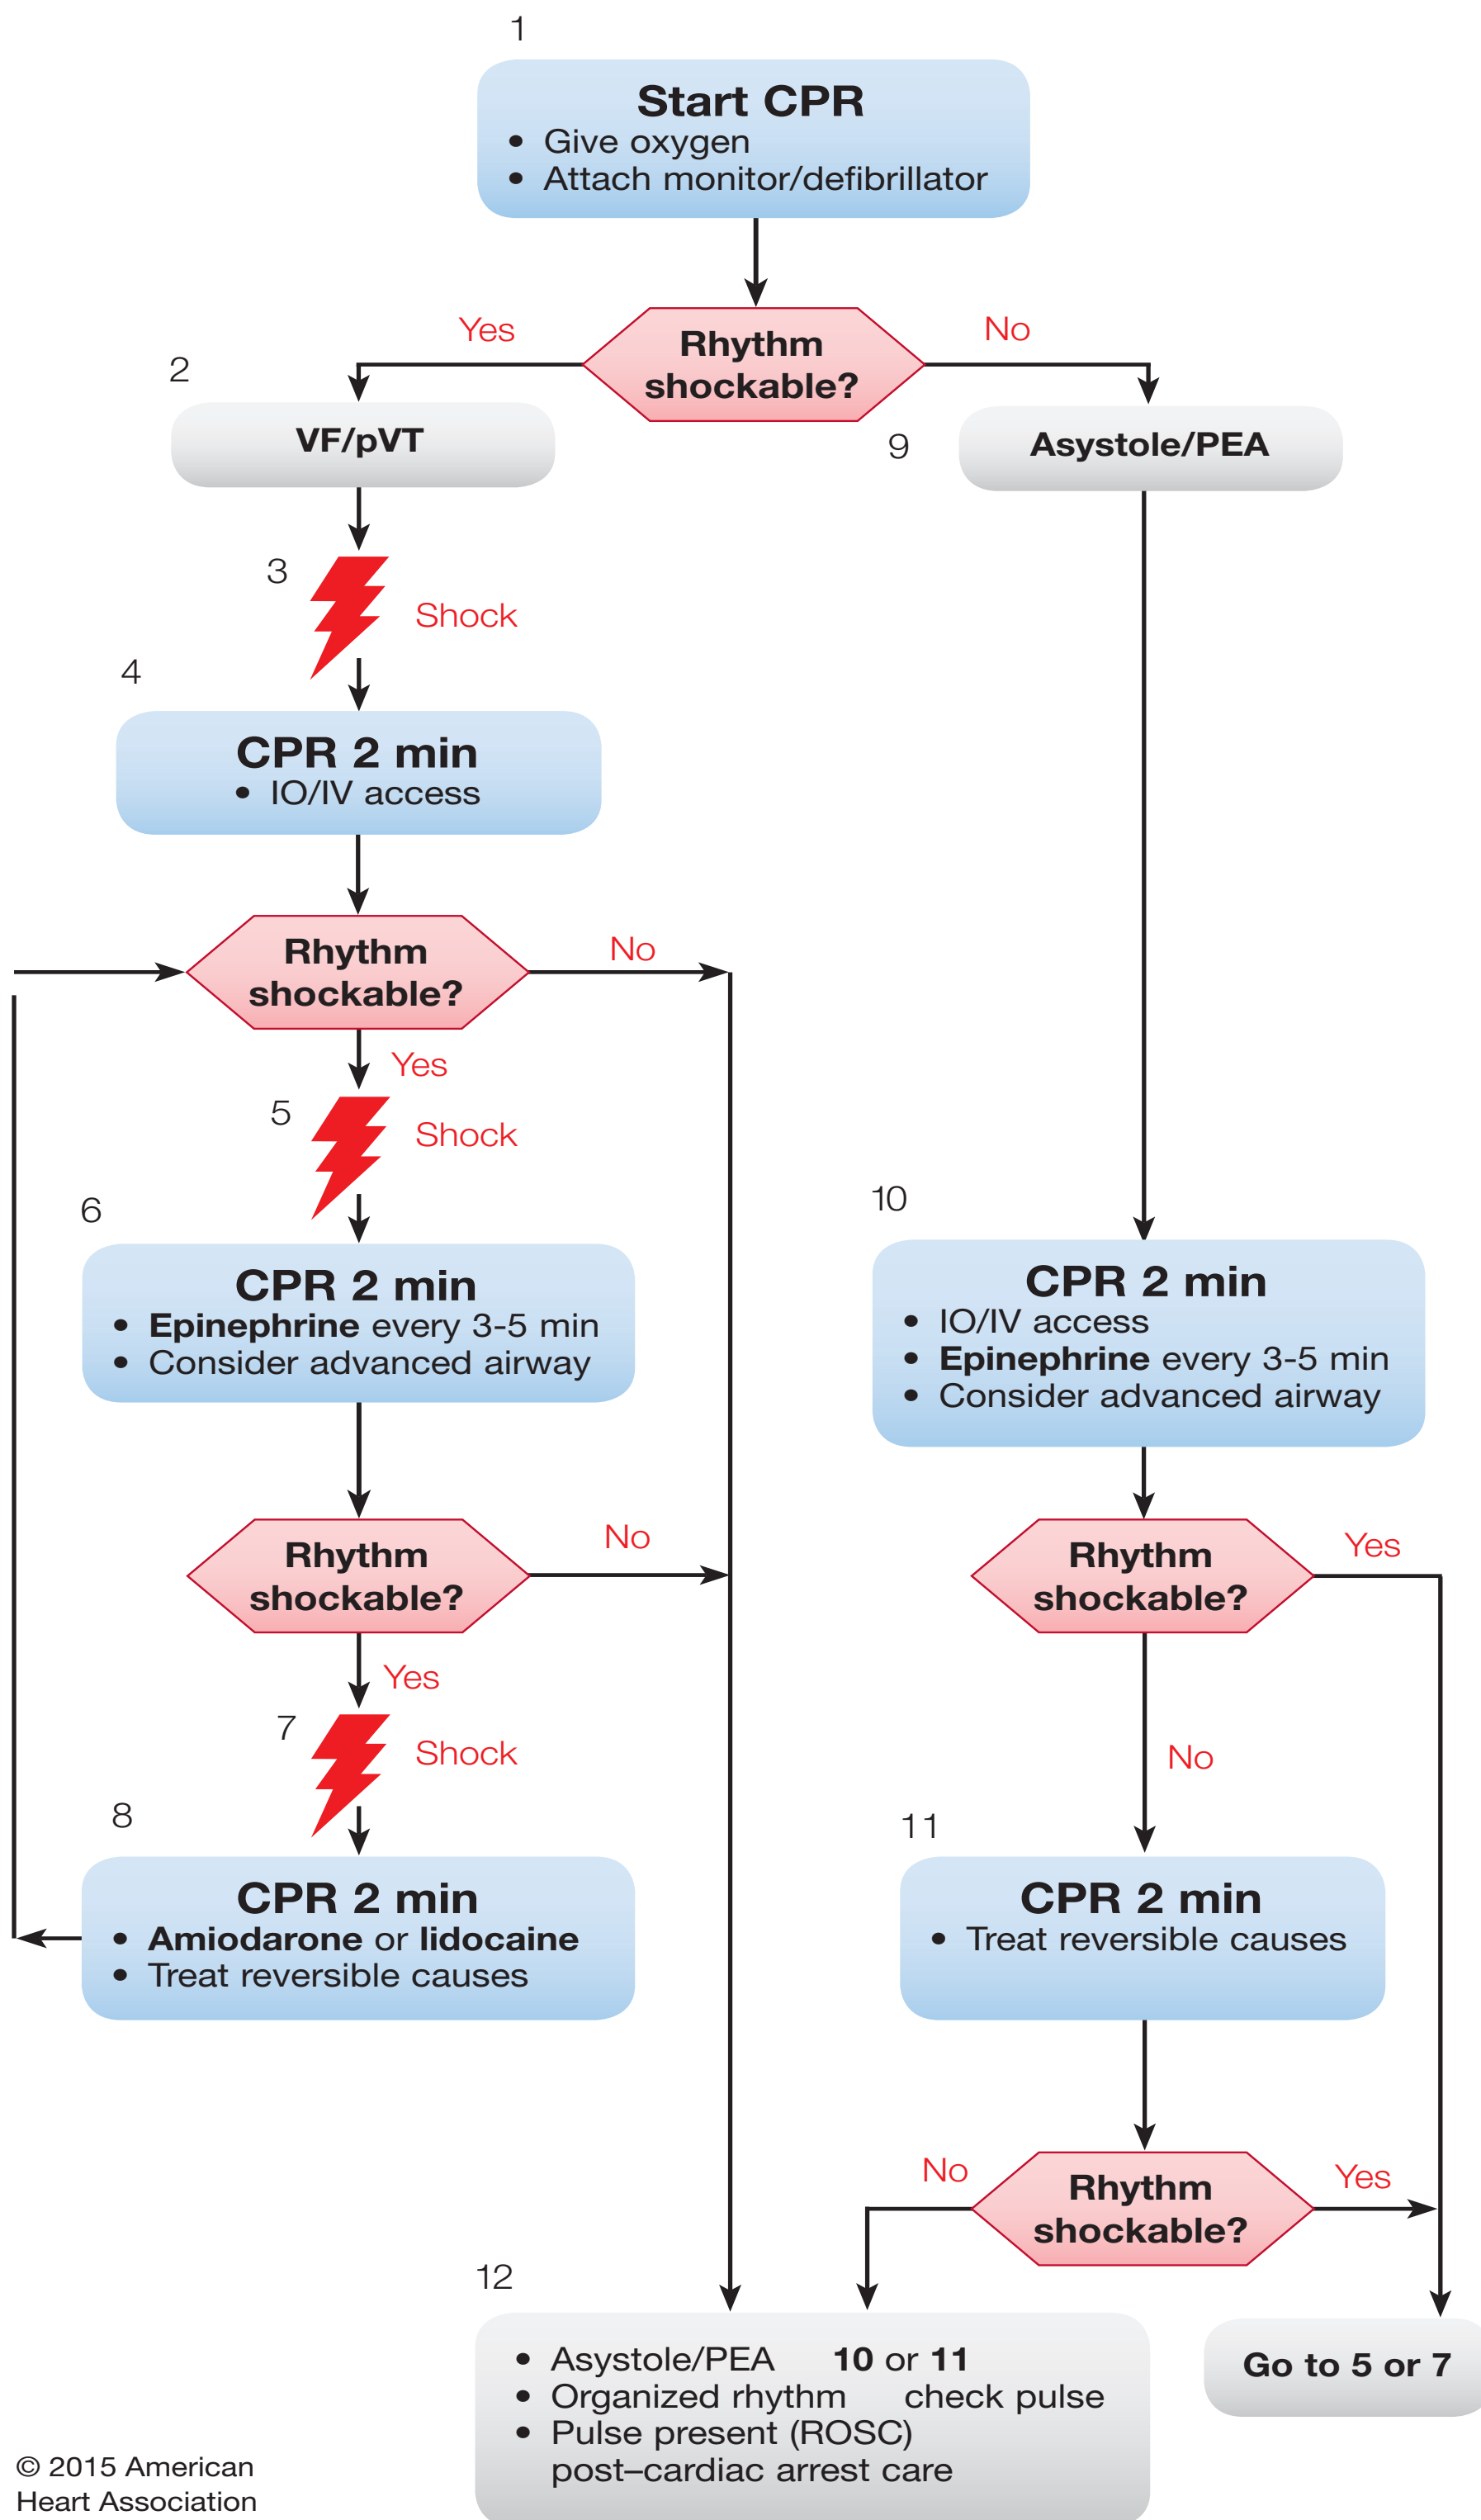 1
Start CPR
• Give oxygen
• Attach monitor/defibrillator
Yes
Rhythm
shockable?
No
2
VF/pVT
9
Asystole/PEA
3
Shock
4
CPR 2 min
• IO/IV access
Rhythm
shockable?
No
Yes
5
Shock
6
CPR 2 min
• Epinephrine every 3-5 min
• Consider advanced airway
10
CPR 2 min
• IO/IV access
• Epinephrine every 3-5 min
• Consider advanced airway
Rhythm
shockable?
No
Yes
Rhythm
shockable?
Yes
No
7
Shock
8
CPR 2 min
• Amiodarone or lidocaine
• Treat reversible causes
11
CPR 2 min
• Treat reversible causes
No
Rhythm
shockable?
Yes
12
• Asystole/PEA 10 or 11
• Organized rhythm check pulse
• Pulse present (ROSC)
post–cardiac arrest care
Go to 5 or 7
© 2015 American
Heart Association